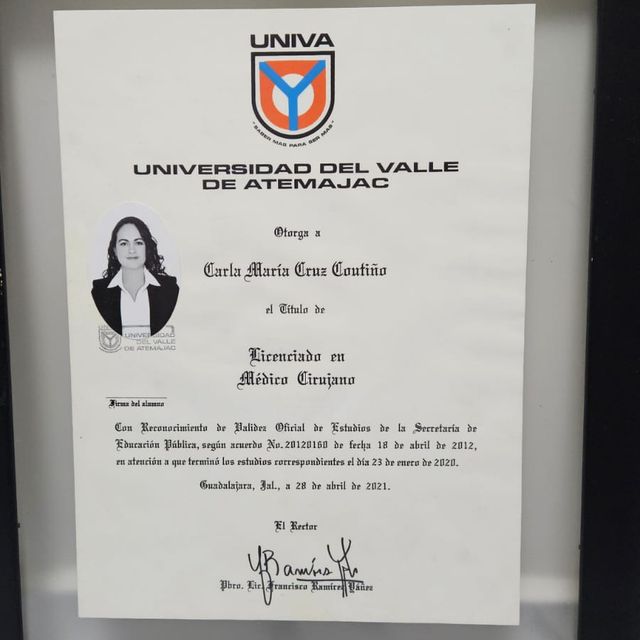 UNIVA
"SABER MAS PARA SER MAS"
UNIVERSIDAD DEL VALLE
DE ATEMAJAC
Otorga a
Carla María Cruz Coutiño
el Título de
Licenciado en
Médico Cirujano
UNIVERSIDAD
DEL VALLE
DE ATEMAJAC
Firma del alumno
Con Reconocimiento de Validez Oficial de Estudios de la Secretaría de
Educación Pública, según acuerdo No. 20120160 de fecha 18 de abril de 2012,
en atención a que terminó los estudios correspondientes el día 23 de enero de 2020.
Guadalajara, Jal., a 28 de abril de 2021.
El Rector
Pbro. Lic. Francisco Ramírez Yáñez